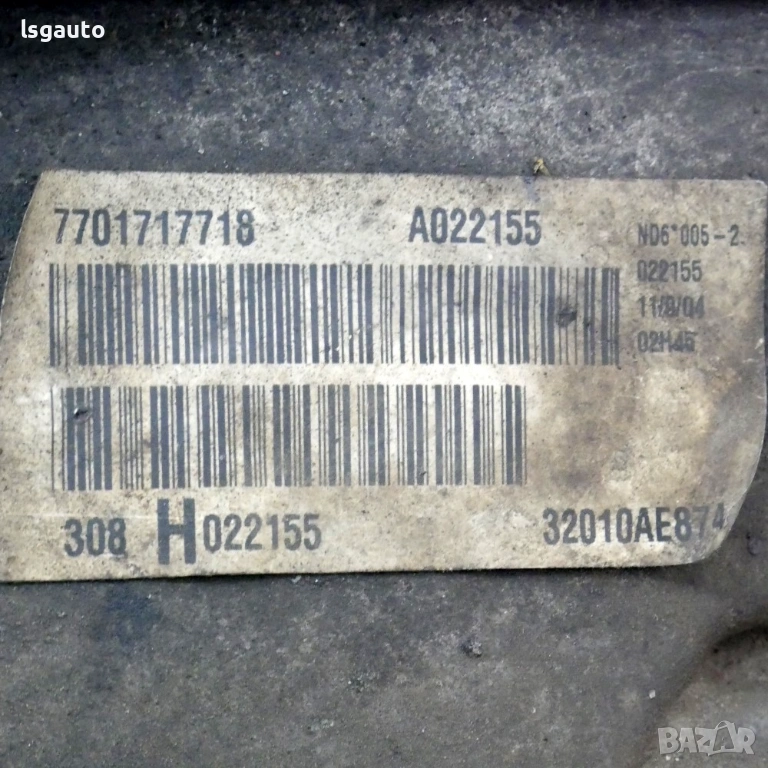 lsgauto
7701717718 A022155 ND6*005-2.
022155
11/8/04
02H45
308 H022155 32010AE874
BAZAR